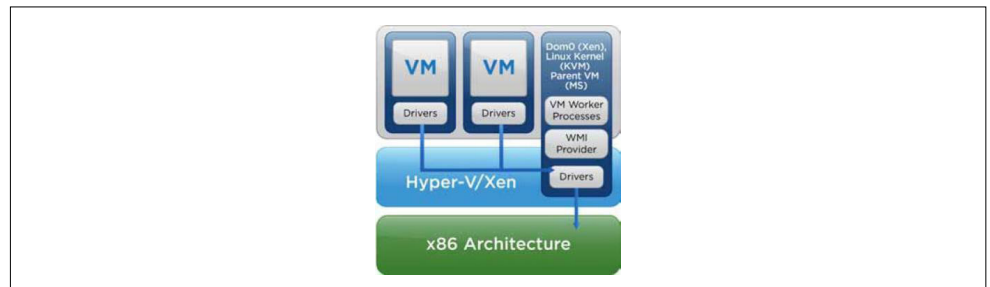 VM
Drivers
VM
Drivers
Dom0 (Xen),
Linux Kernel
(KVM)
Parent VM
(MS)
VM Worker
Processes
WMI
Provider
Drivers
Hyper-V/Xen
x86 Architecture